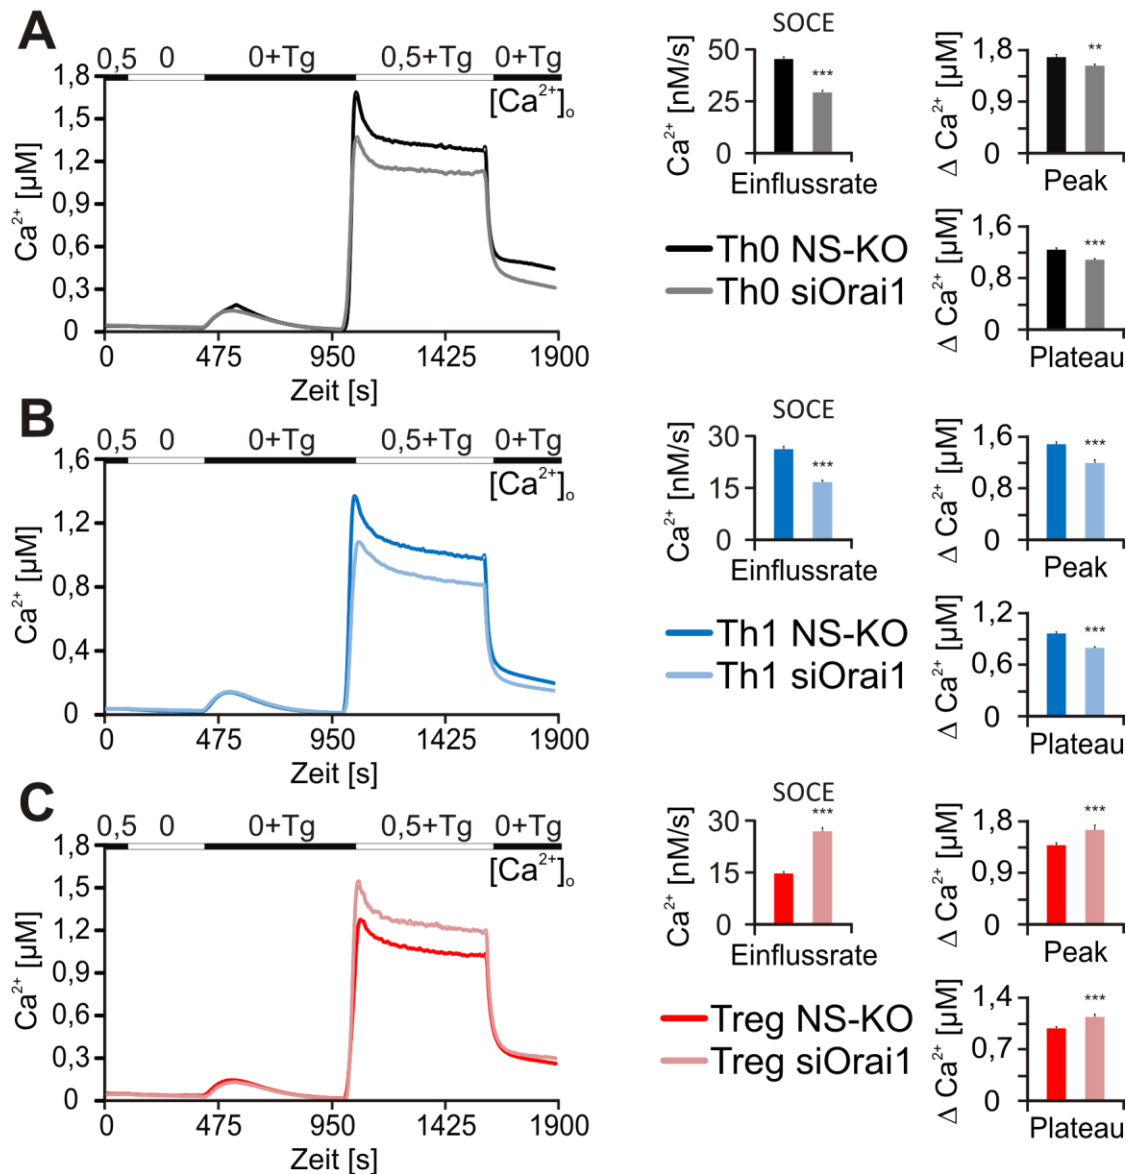 A
0,5 0 0+Tg 0,5+Tg 0+Tg
[Ca²⁺]ₒ
Ca²⁺ [µM]
1,8
1,5
1,2
0,9
0,6
0,3
0
0 475 950 1425 1900
Zeit [s]
SOCE
Ca²⁺ [nM/s]
50
25
0
***
Einflussrate
Δ Ca²⁺ [µM]
1,8
0,9
0
**
Peak
Th0 NS-KO
Th0 siOrai1
Δ Ca²⁺ [µM]
1,6
0,8
0
***
Plateau
B
0,5 0 0+Tg 0,5+Tg 0+Tg
[Ca²⁺]ₒ
Ca²⁺ [µM]
1,6
1,2
0,8
0,4
0
0 475 950 1425 1900
Zeit [s]
SOCE
Ca²⁺ [nM/s]
30
15
0
***
Einflussrate
Δ Ca²⁺ [µM]
1,6
0,8
0
***
Peak
Th1 NS-KO
Th1 siOrai1
Δ Ca²⁺ [µM]
1,2
0,6
0
***
Plateau
C
0,5 0 0+Tg 0,5+Tg 0+Tg
[Ca²⁺]ₒ
Ca²⁺ [µM]
1,8
1,5
1,2
0,9
0,6
0,3
0
0 475 950 1425 1900
Zeit [s]
SOCE
Ca²⁺ [nM/s]
30
15
0
***
Einflussrate
Δ Ca²⁺ [µM]
1,8
0,9
0
***
Peak
Treg NS-KO
Treg siOrai1
Δ Ca²⁺ [µM]
1,4
0,7
0
***
Plateau